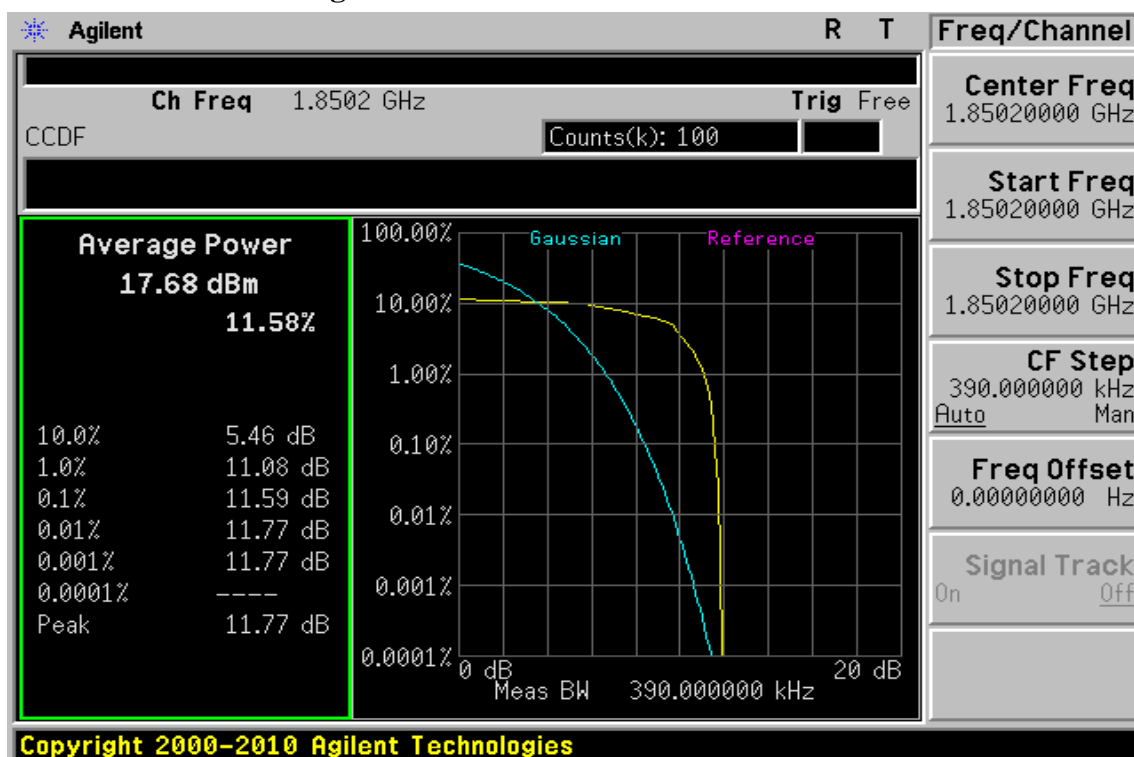 Agilent R T
Ch Freq 1.8502 GHz Trig Free
CCDF
Counts(k): 100
Average Power
17.68 dBm
11.58%
10.0% 5.46 dB
1.0% 11.08 dB
0.1% 11.59 dB
0.01% 11.77 dB
0.001% 11.77 dB
0.0001% ----
Peak 11.77 dB
Gaussian Reference
100.00%
10.00%
1.00%
0.10%
0.01%
0.001%
0.0001%
0 dB 20 dB
Meas BW 390.000000 kHz
Freq/Channel
Center Freq
1.85020000 GHz
Start Freq
1.85020000 GHz
Stop Freq
1.85020000 GHz
CF Step
390.000000 kHz
Auto Man
Freq Offset
0.00000000 Hz
Signal Track
On Off
Copyright 2000-2010 Agilent Technologies